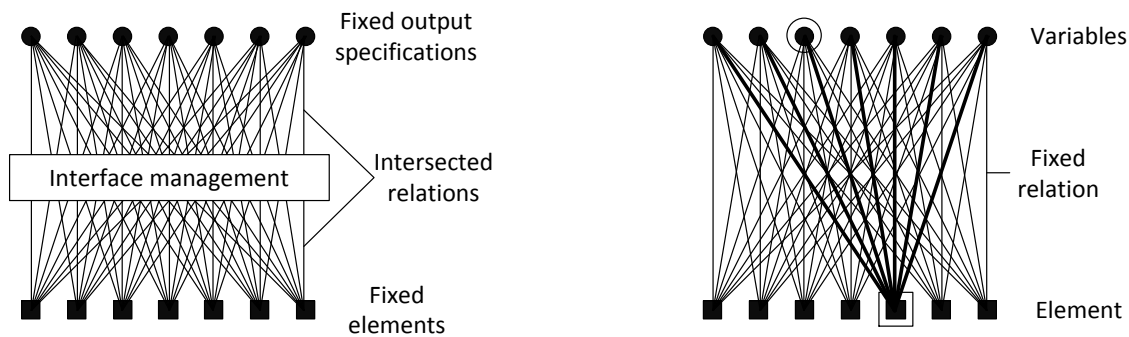 Fixed output
specifications
Interface management
Intersected
relations
Fixed
elements
Variables
Fixed
relation
Element